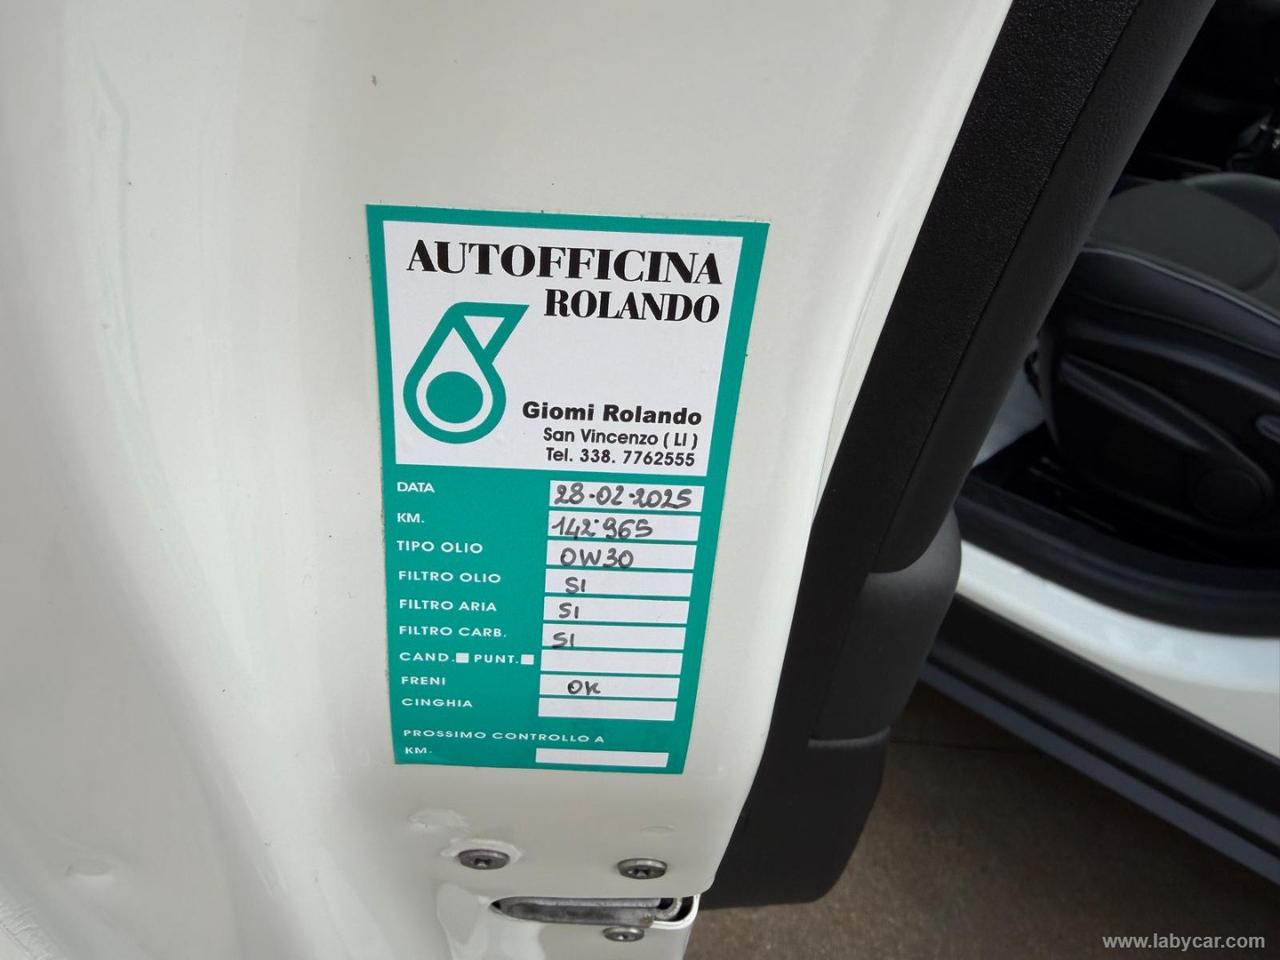 AUTOFFICINA
ROLANDO
Giomi Rolando
San Vincenzo ( LI )
Tel. 338. 7762555
DATA 28-02-2025
KM. 142.965
TIPO OLIO 0W30
FILTRO OLIO SI
FILTRO ARIA SI
FILTRO CARB. SI
CAND. PUNT.
FRENI OK
CINGHIA
PROSSIMO CONTROLLO A
KM.
www.labycar.com